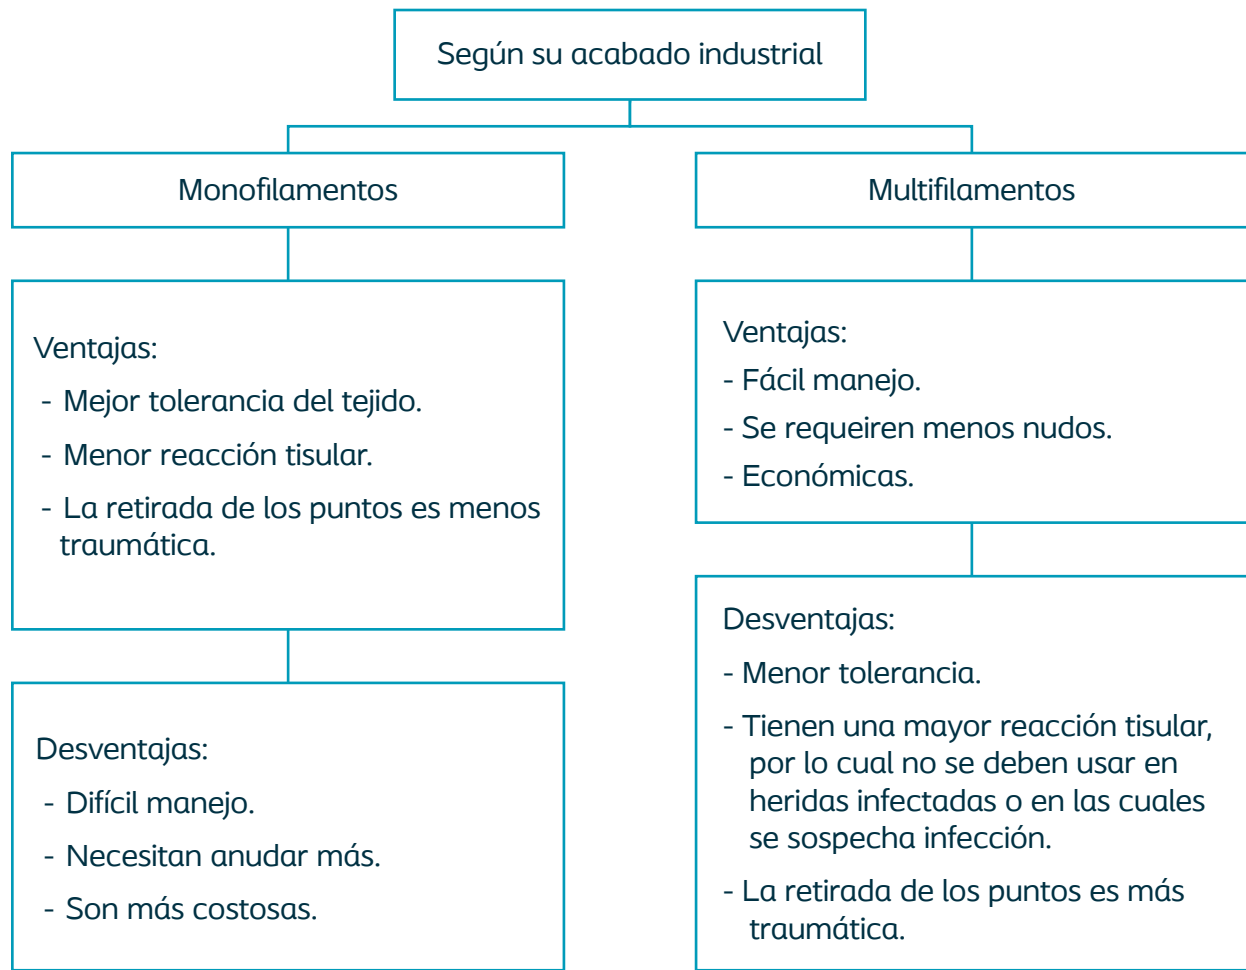 Según su acabado industrial
Monofilamentos
Ventajas:
- Mejor tolerancia del tejido.
- Menor reacción tisular.
- La retirada de los puntos es menos
traumática.
Desventajas:
- Difícil manejo.
- Necesitan anudar más.
- Son más costosas.
Multifilamentos
Ventajas:
- Fácil manejo.
- Se requeiren menos nudos.
- Económicas.
Desventajas:
- Menor tolerancia.
- Tienen una mayor reacción tisular,
por lo cual no se deben usar en
heridas infectadas o en las cuales
se sospecha infección.
- La retirada de los puntos es más
traumática.